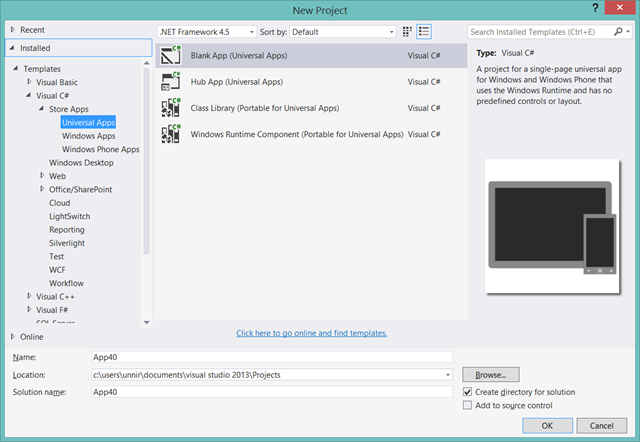 New Project
?
Recent
Installed
.NET Framework 4.5
Sort by:
Default
Search Installed Templates (Ctrl+E)
Templates
Visual Basic
Visual C#
Store Apps
Universal Apps
Windows Apps
Windows Phone Apps
Windows Desktop
Web
Office/SharePoint
Cloud
LightSwitch
Reporting
Silverlight
Test
WCF
Workflow
Visual C++
Visual F#
SQL Server
Online
C# Blank App (Universal Apps) Visual C#
C# Hub App (Universal Apps) Visual C#
C# Class Library (Portable for Universal Apps) Visual C#
C# Windows Runtime Component (Portable for Universal Apps) Visual C#
Type: Visual C#
A project for a single-page universal app
for Windows and Windows Phone that
uses the Windows Runtime and has no
predefined controls or layout.
Click here to go online and find templates.
Name: App40
Location: c:\users\unnir\documents\visual studio 2013\Projects
Browse...
Solution name: App40
Create directory for solution
Add to source control
OK
Cancel